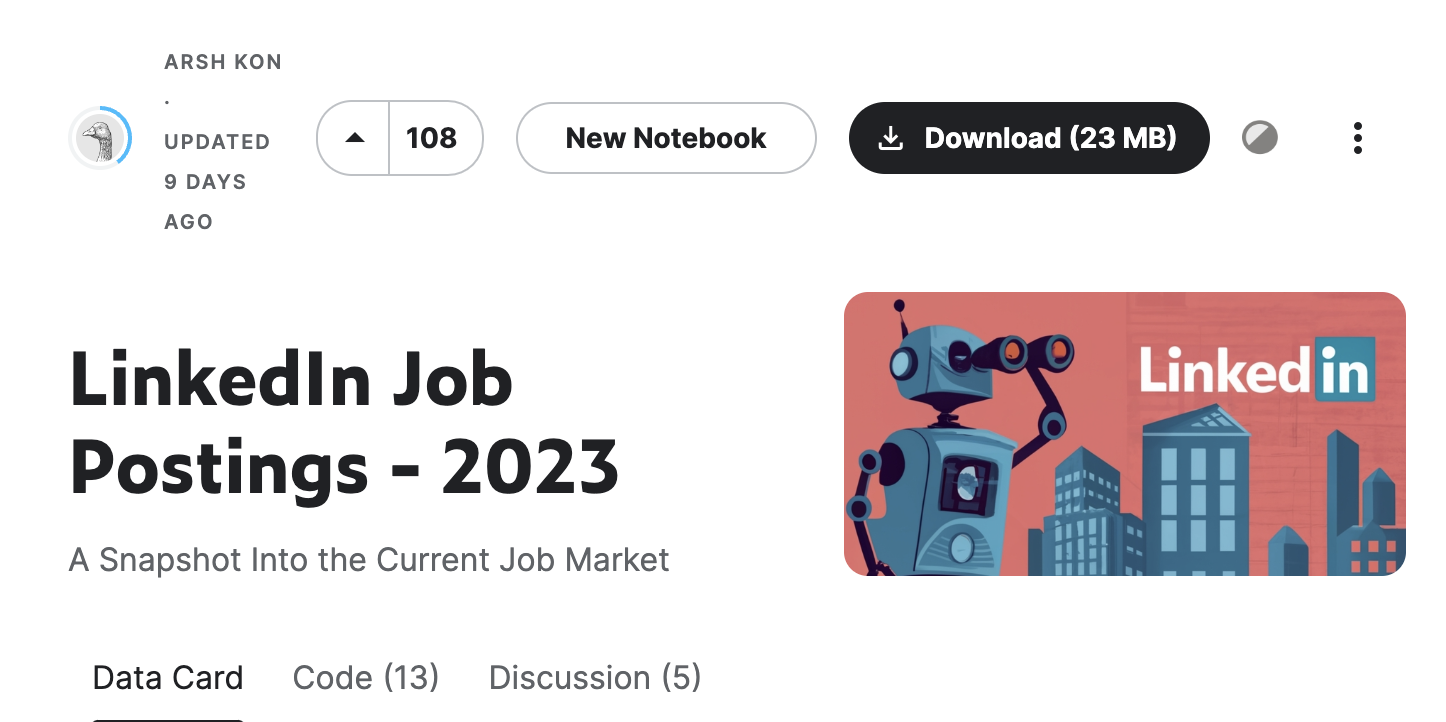 ARSH KON
·
UPDATED
9 DAYS
AGO
108
New Notebook
Download (23 MB)
LinkedIn Job
Postings - 2023
A Snapshot Into the Current Job Market
Linkedin
Data Card
Code (13)
Discussion (5)